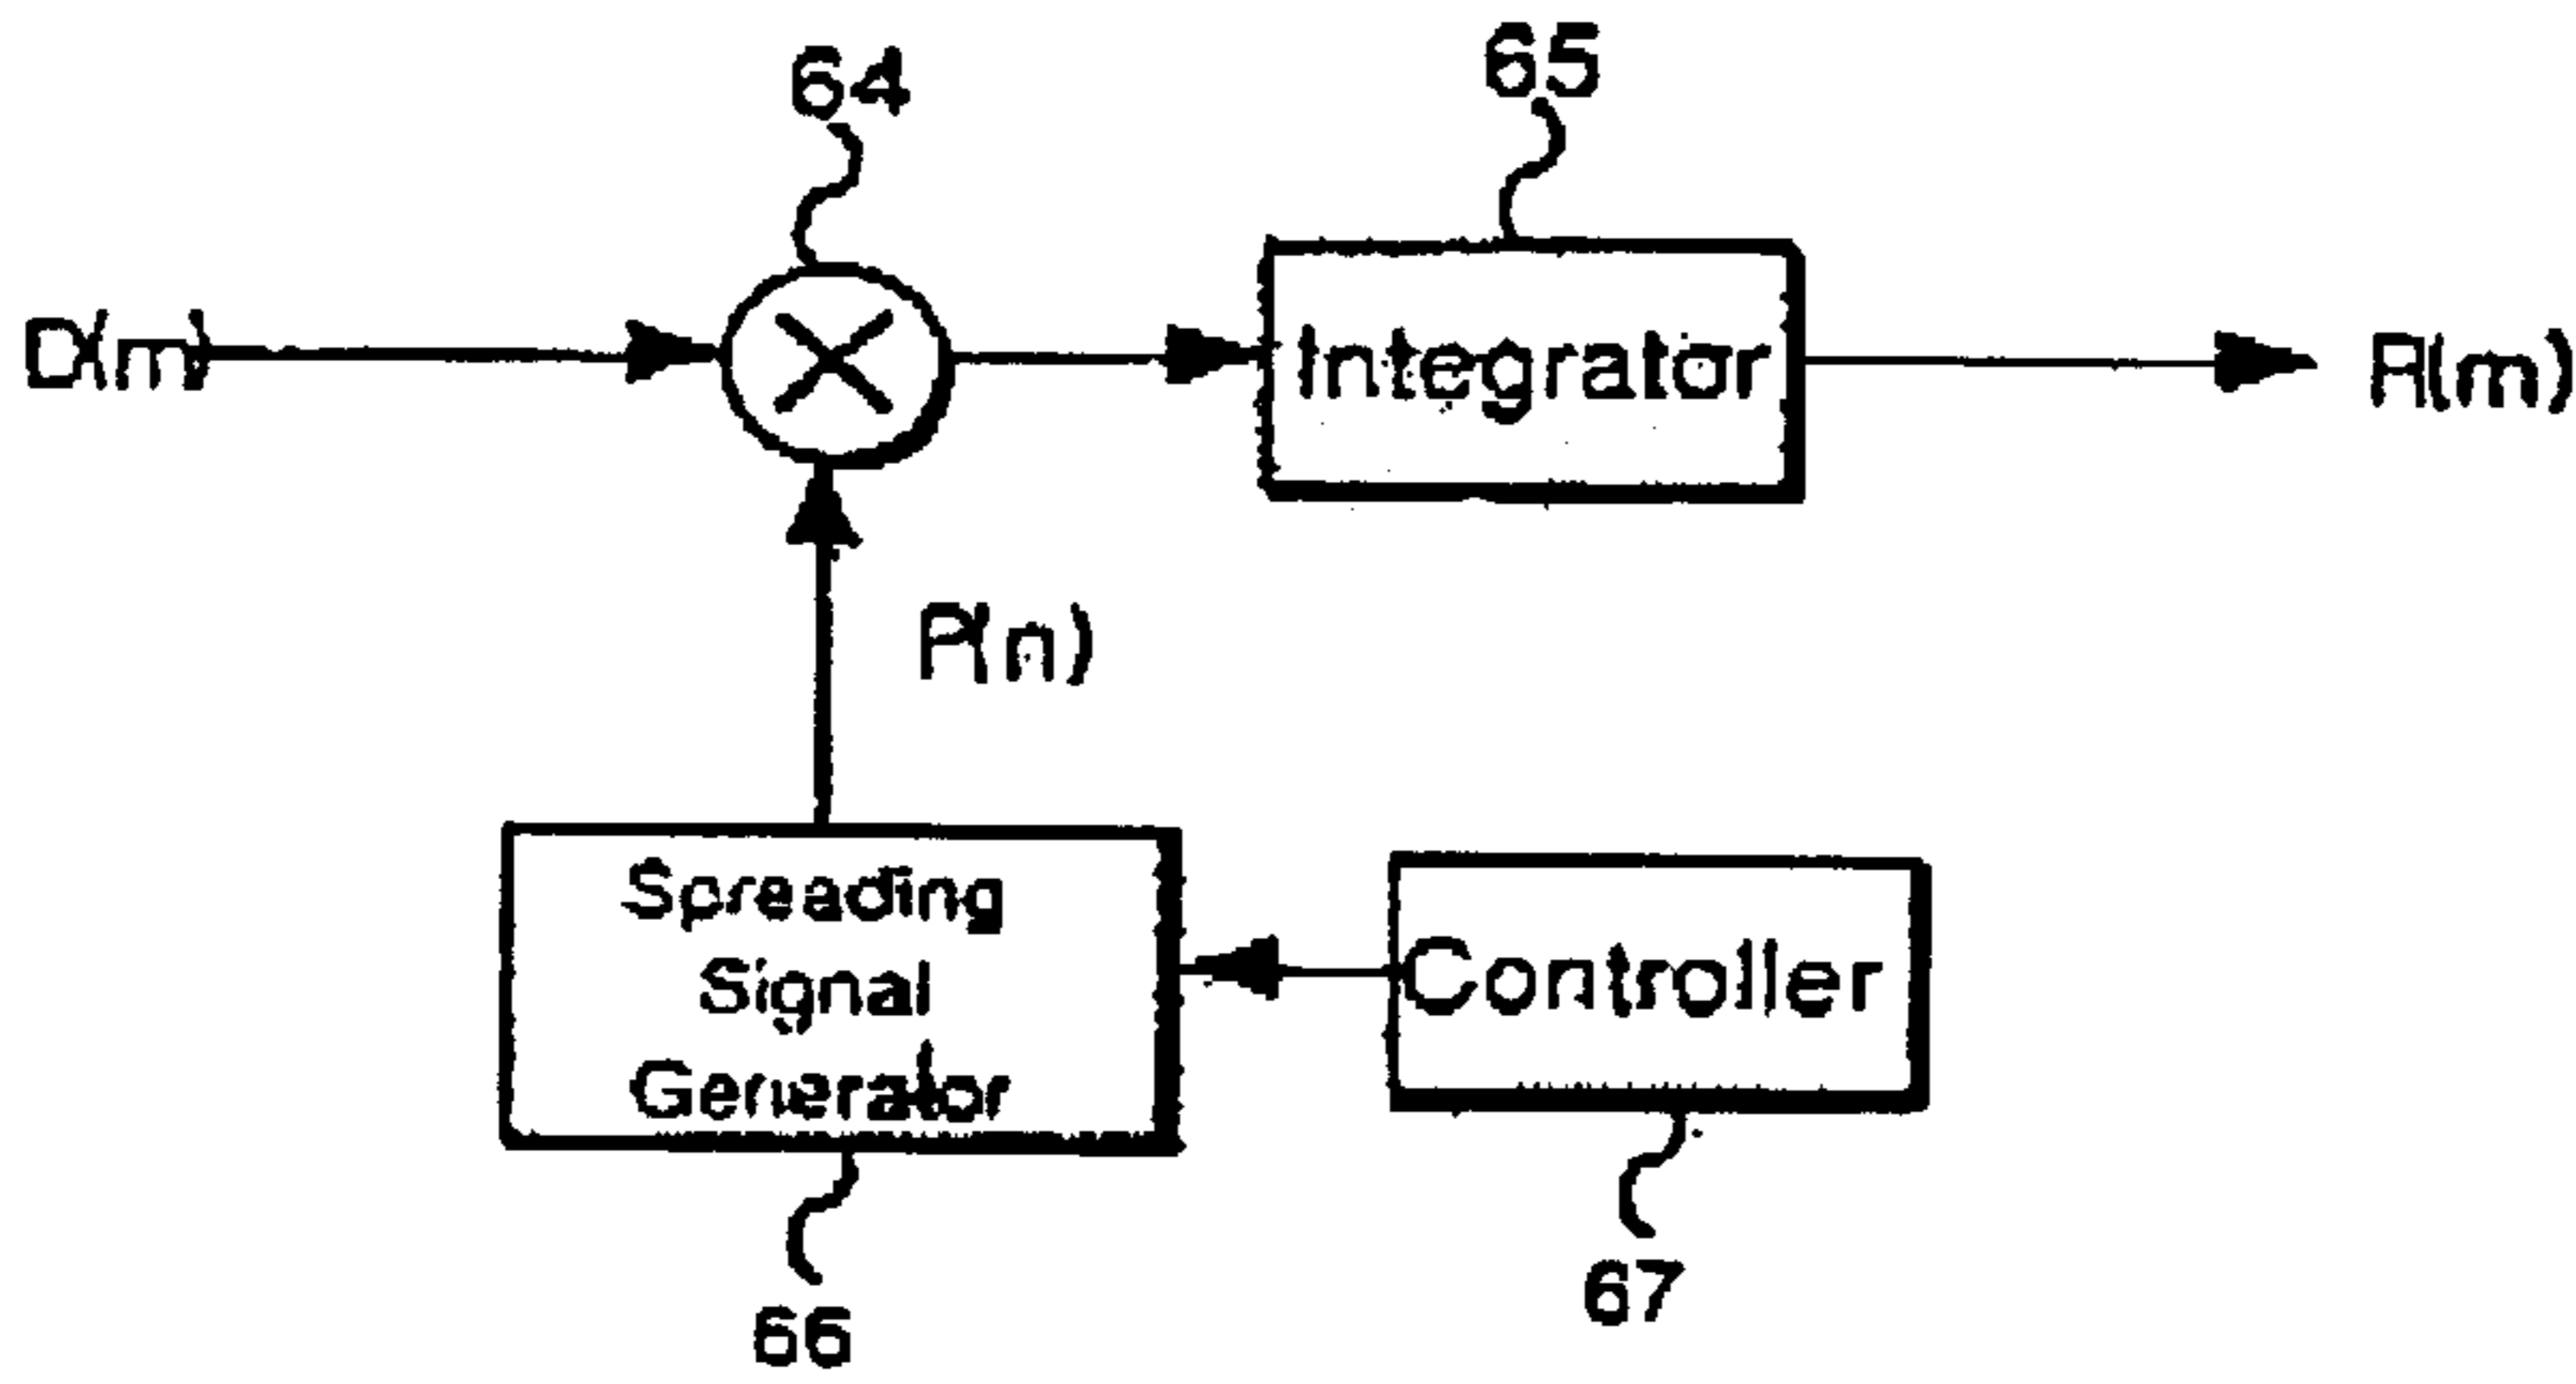 64
65
D(m)
Integrator
R(m)
P(n)
Spreading
Signal
Generator
Controller
66
67